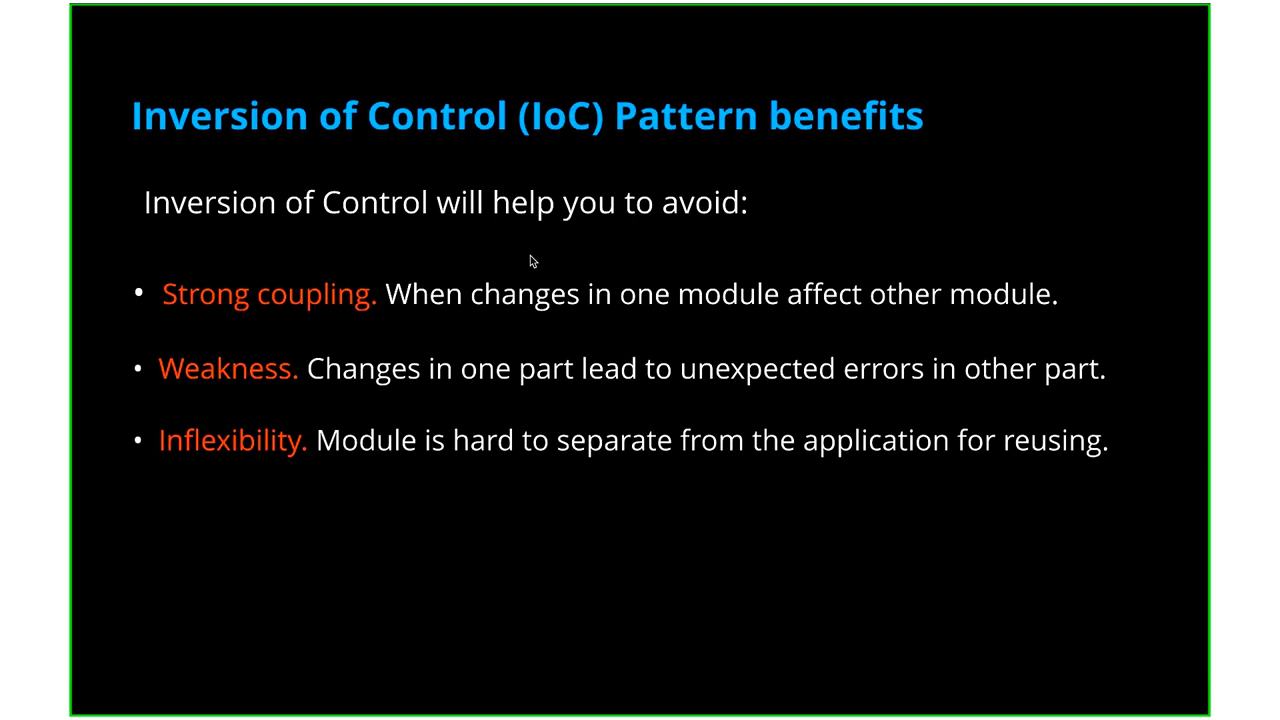 Inversion of Control (IoC) Pattern benefits
Inversion of Control will help you to avoid:
• Strong coupling. When changes in one module affect other module.
• Weakness. Changes in one part lead to unexpected errors in other part.
• Inflexibility. Module is hard to separate from the application for reusing.